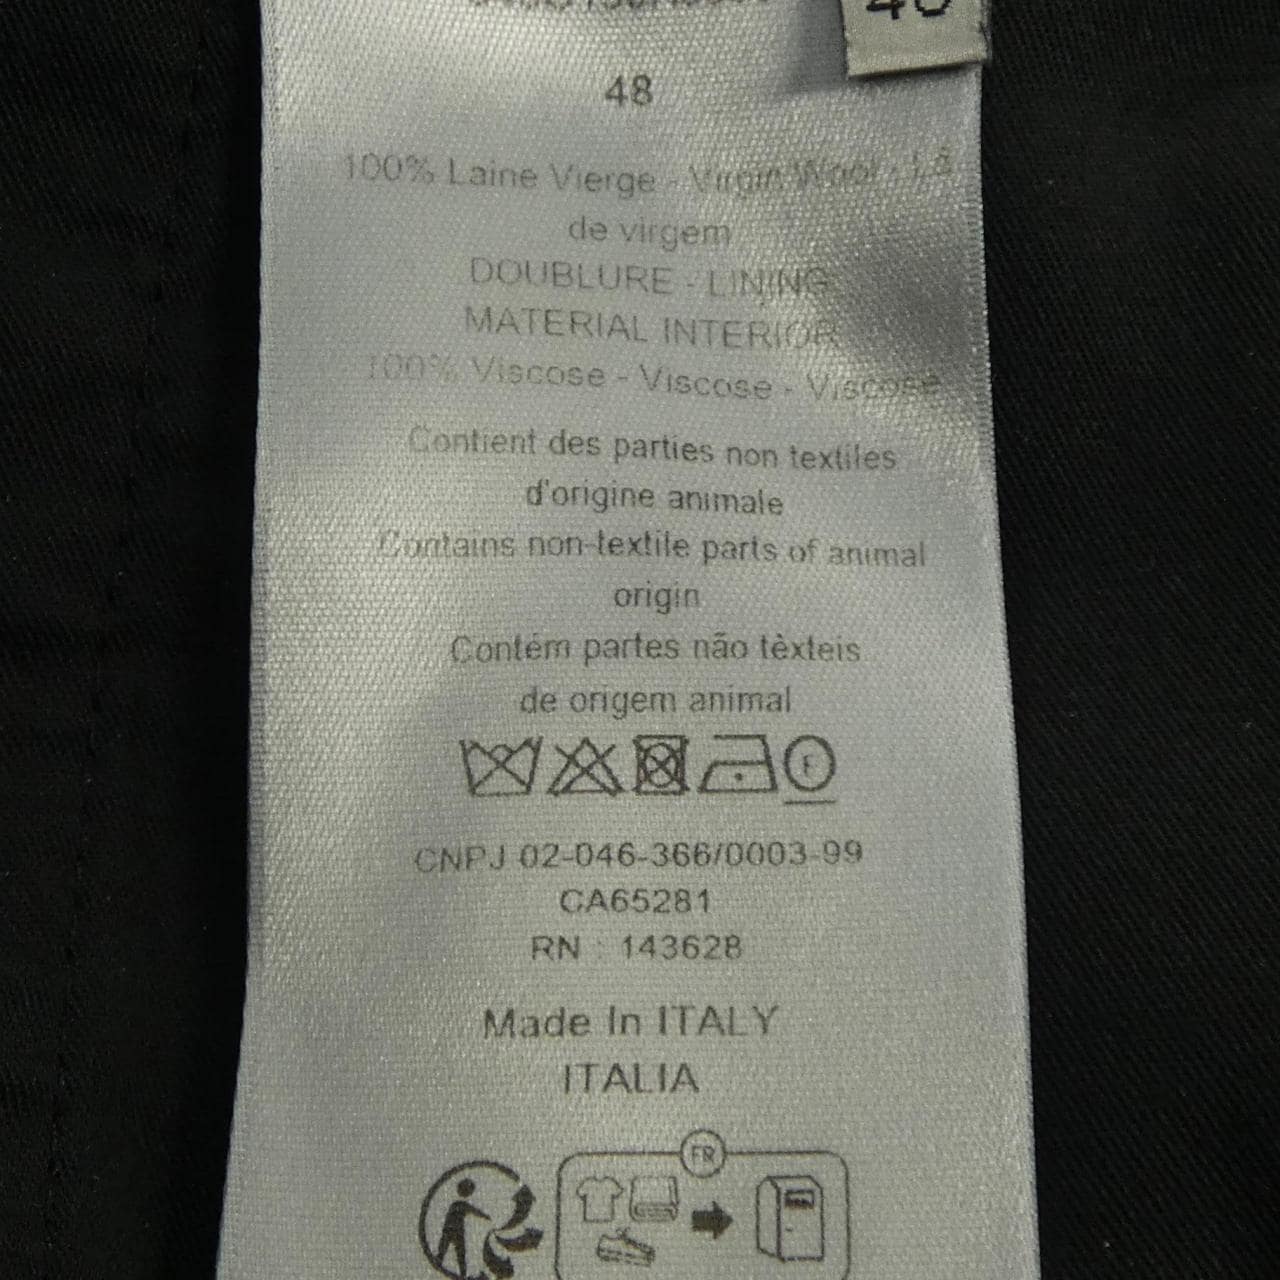 48
48
100% Laine Vierge - Virgin Wool - Lã
de virgem
DOUBLURE - LINING
MATERIAL INTERIOR
100% Viscose - Viscose - Viscose
Contient des parties non textiles
d'origine animale
Contains non-textile parts of animal
origin
Contém partes não tèxteis
de origem animal
F
CNPJ 02-046-366/0003-99
CA65281
RN : 143628
Made In ITALY
ITALIA
FR